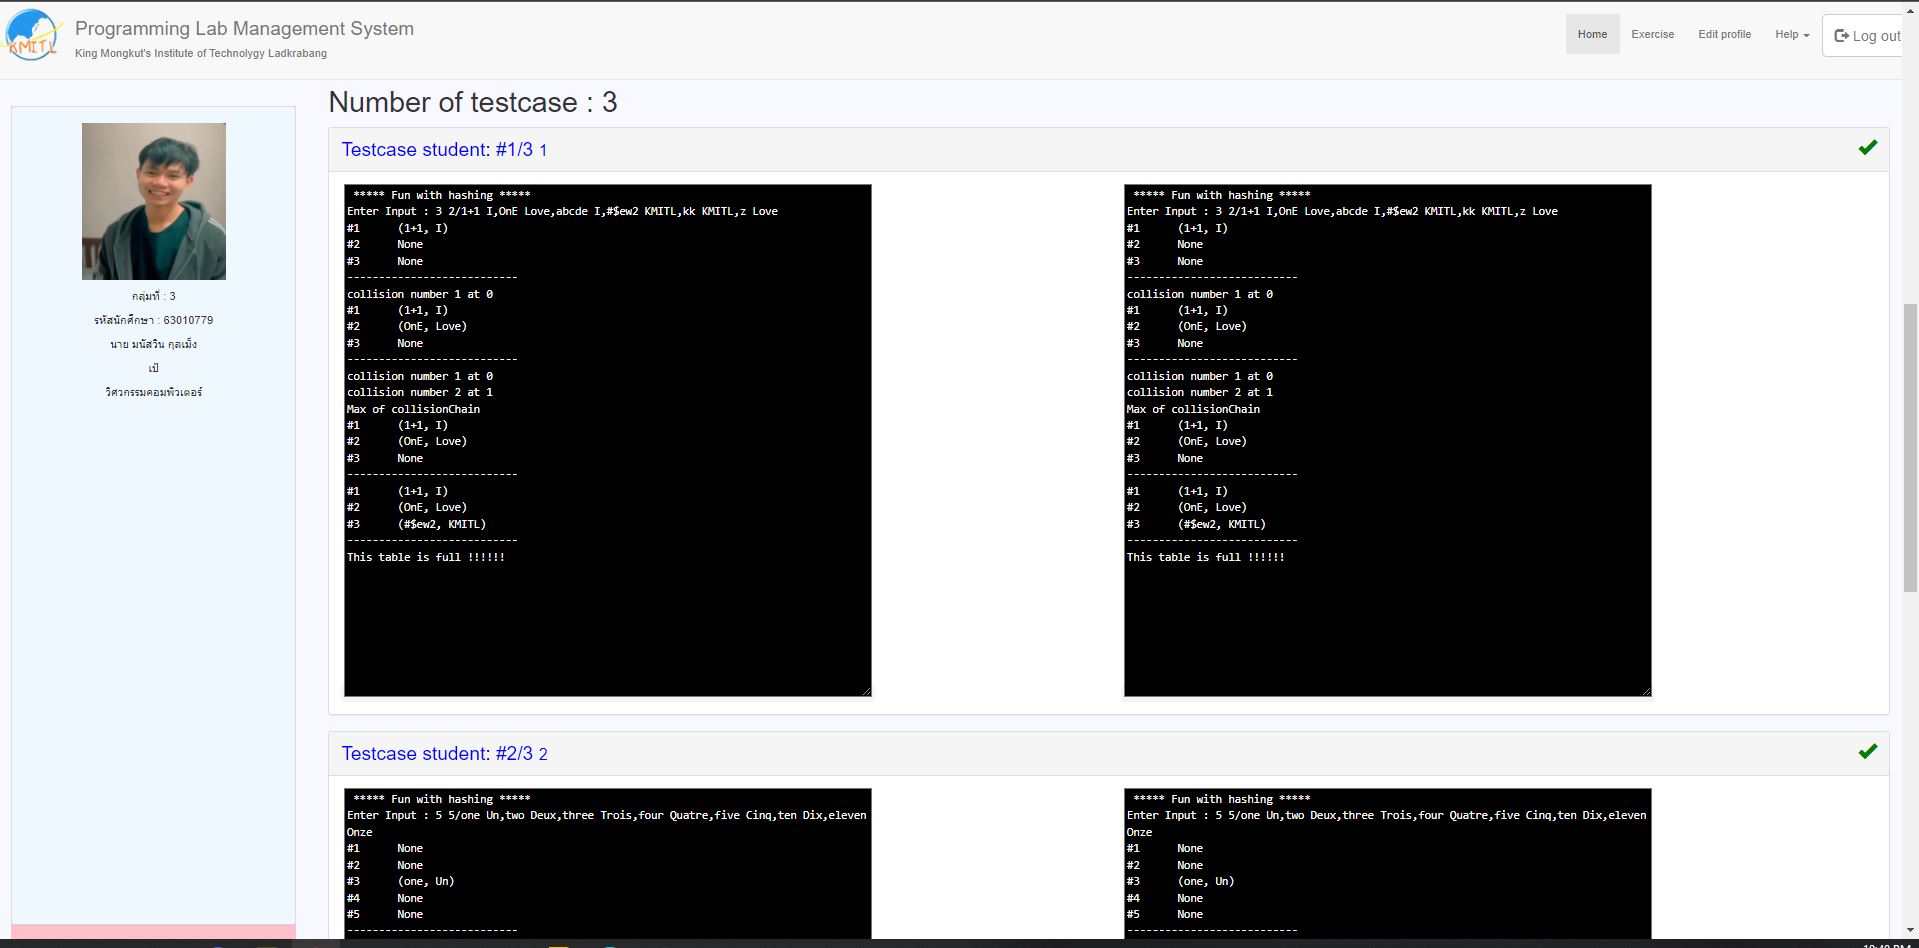 KMITL
Programming Lab Management System
King Mongkut's Institute of Technolygy Ladkrabang
Home
Exercise
Edit profile
Help
Log out
กลุ่มที่ : 3
รหัสนักศึกษา : 63010779
นาย มนัสวิน กุลเม็ง
เป้
วิศวกรรมคอมพิวเตอร์
Number of testcase : 3
Testcase student: #1/3 1
***** Fun with hashing *****
Enter Input : 3 2/1+1 I,OnE Love,abcde I,#$ew2 KMITL,kk KMITL,z Love
#1 (1+1, I)
#2 None
#3 None
---------------------------
collision number 1 at 0
#1 (1+1, I)
#2 (OnE, Love)
#3 None
---------------------------
collision number 1 at 0
collision number 2 at 1
Max of collisionChain
#1 (1+1, I)
#2 (OnE, Love)
#3 None
---------------------------
#1 (1+1, I)
#2 (OnE, Love)
#3 (#$ew2, KMITL)
---------------------------
This table is full !!!!!!
***** Fun with hashing *****
Enter Input : 3 2/1+1 I,OnE Love,abcde I,#$ew2 KMITL,kk KMITL,z Love
#1 (1+1, I)
#2 None
#3 None
---------------------------
collision number 1 at 0
#1 (1+1, I)
#2 (OnE, Love)
#3 None
---------------------------
collision number 1 at 0
collision number 2 at 1
Max of collisionChain
#1 (1+1, I)
#2 (OnE, Love)
#3 None
---------------------------
#1 (1+1, I)
#2 (OnE, Love)
#3 (#$ew2, KMITL)
---------------------------
This table is full !!!!!!
Testcase student: #2/3 2
***** Fun with hashing *****
Enter Input : 5 5/one Un,two Deux,three Trois,four Quatre,five Cinq,ten Dix,eleven
Onze
#1 None
#2 None
#3 (one, Un)
#4 None
#5 None
---------------------------
***** Fun with hashing *****
Enter Input : 5 5/one Un,two Deux,three Trois,four Quatre,five Cinq,ten Dix,eleven
Onze
#1 None
#2 None
#3 (one, Un)
#4 None
#5 None
---------------------------